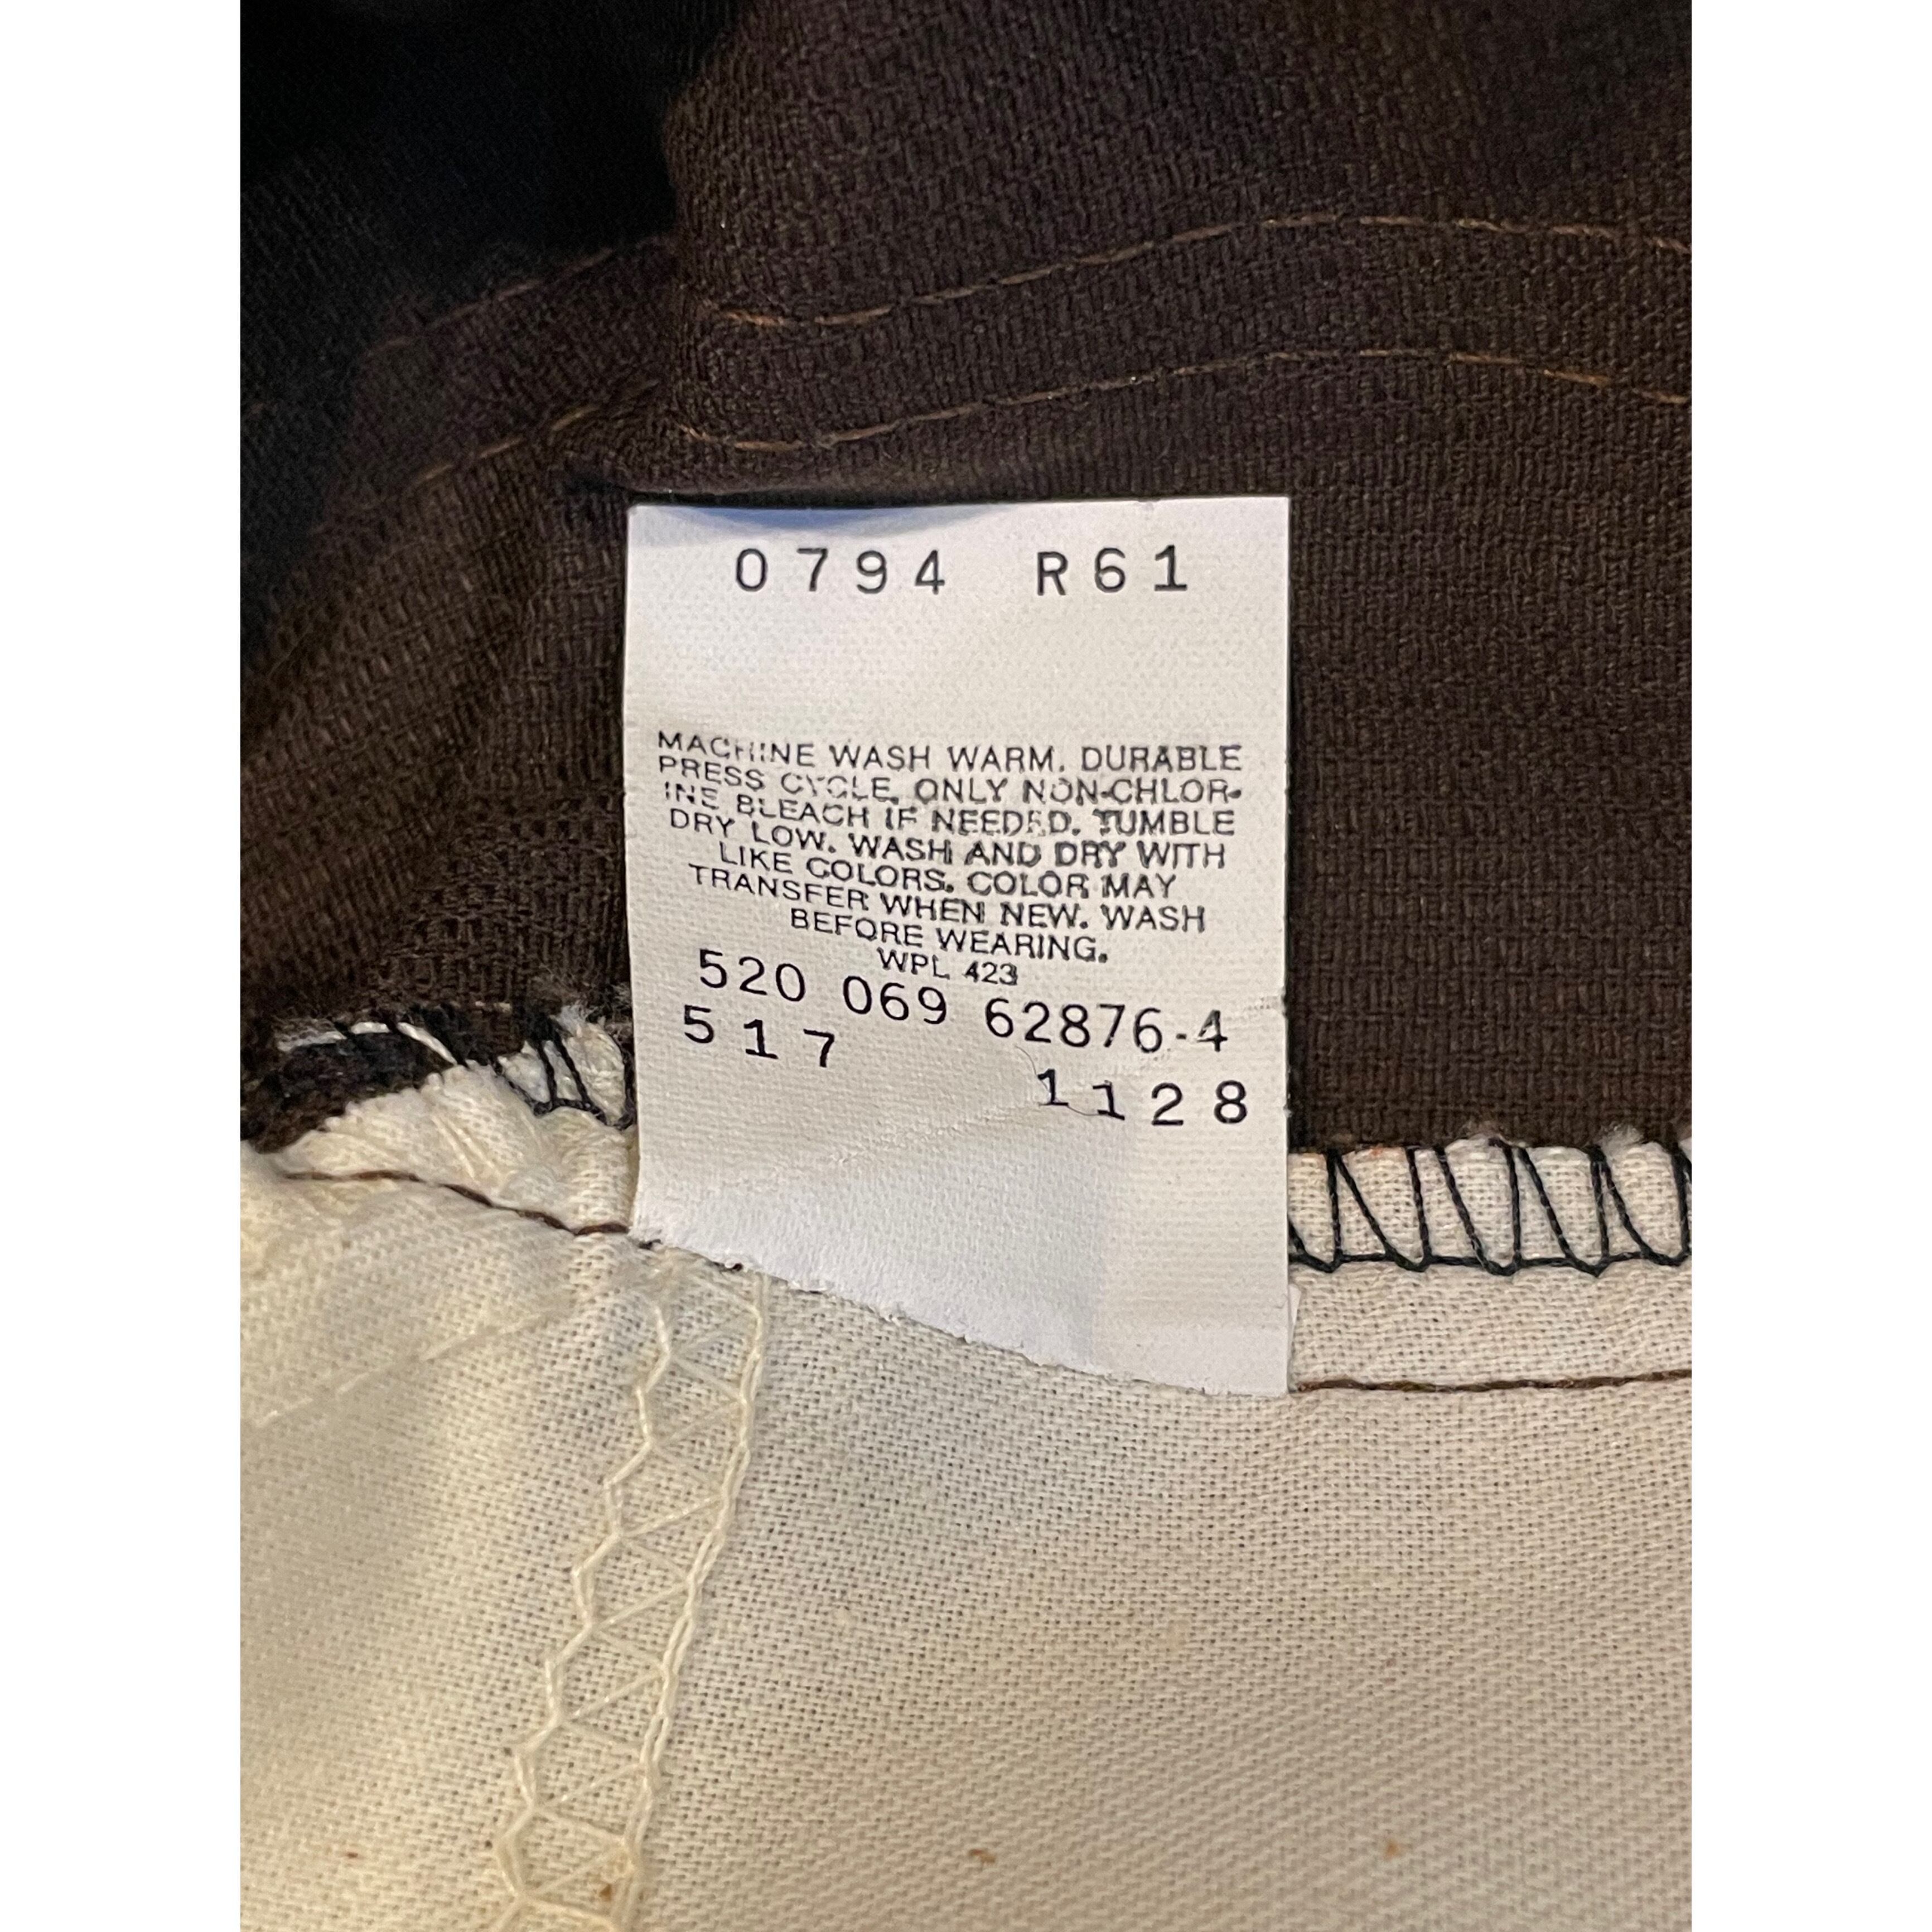 0794 R61
MACHINE WASH WARM. DURABLE
PRESS CYCLE. ONLY NON-CHLOR-
INE BLEACH IF NEEDED. TUMBLE
DRY LOW. WASH AND DRY WITH
LIKE COLORS. COLOR MAY
TRANSFER WHEN NEW. WASH
BEFORE WEARING.
WPL 423
520 069 62876-4
517 1128